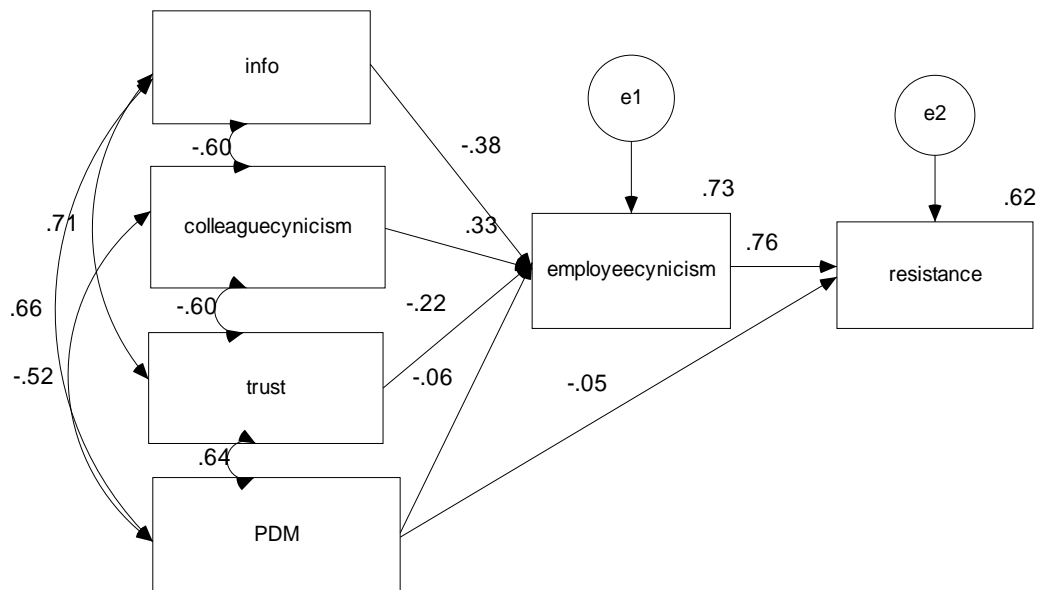 info
e1
e2
-.60
-.38
.73
.62
.71
colleaguecynicism
.33
.76
employeecynicism
resistance
.66
-.60
-.22
-.52
trust
-.06
-.05
.64
PDM